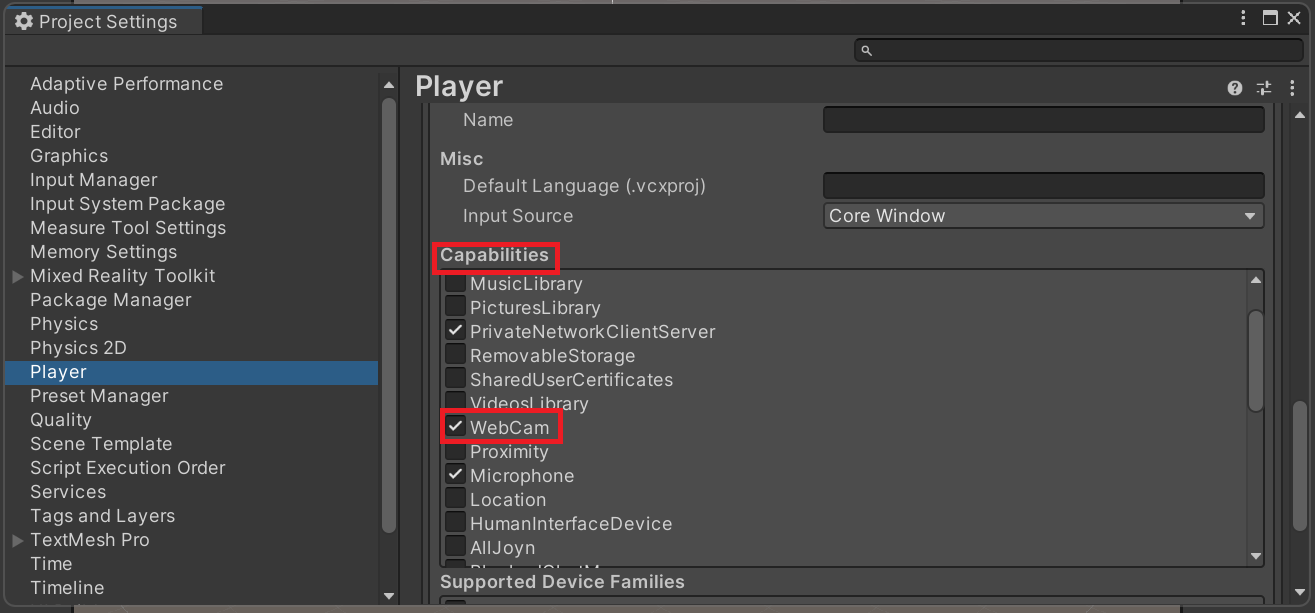 Project Settings
Adaptive Performance
Audio
Editor
Graphics
Input Manager
Input System Package
Measure Tool Settings
Memory Settings
Mixed Reality Toolkit
Package Manager
Physics
Physics 2D
Player
Preset Manager
Quality
Scene Template
Script Execution Order
Services
Tags and Layers
TextMesh Pro
Time
Timeline
Player
Name
Misc
Default Language (.vcxproj)
Input Source Core Window
Capabilities
MusicLibrary
PicturesLibrary
PrivateNetworkClientServer
RemovableStorage
SharedUserCertificates
VideosLibrary
WebCam
Proximity
Microphone
Location
HumanInterfaceDevice
AllJoyn
Supported Device Families